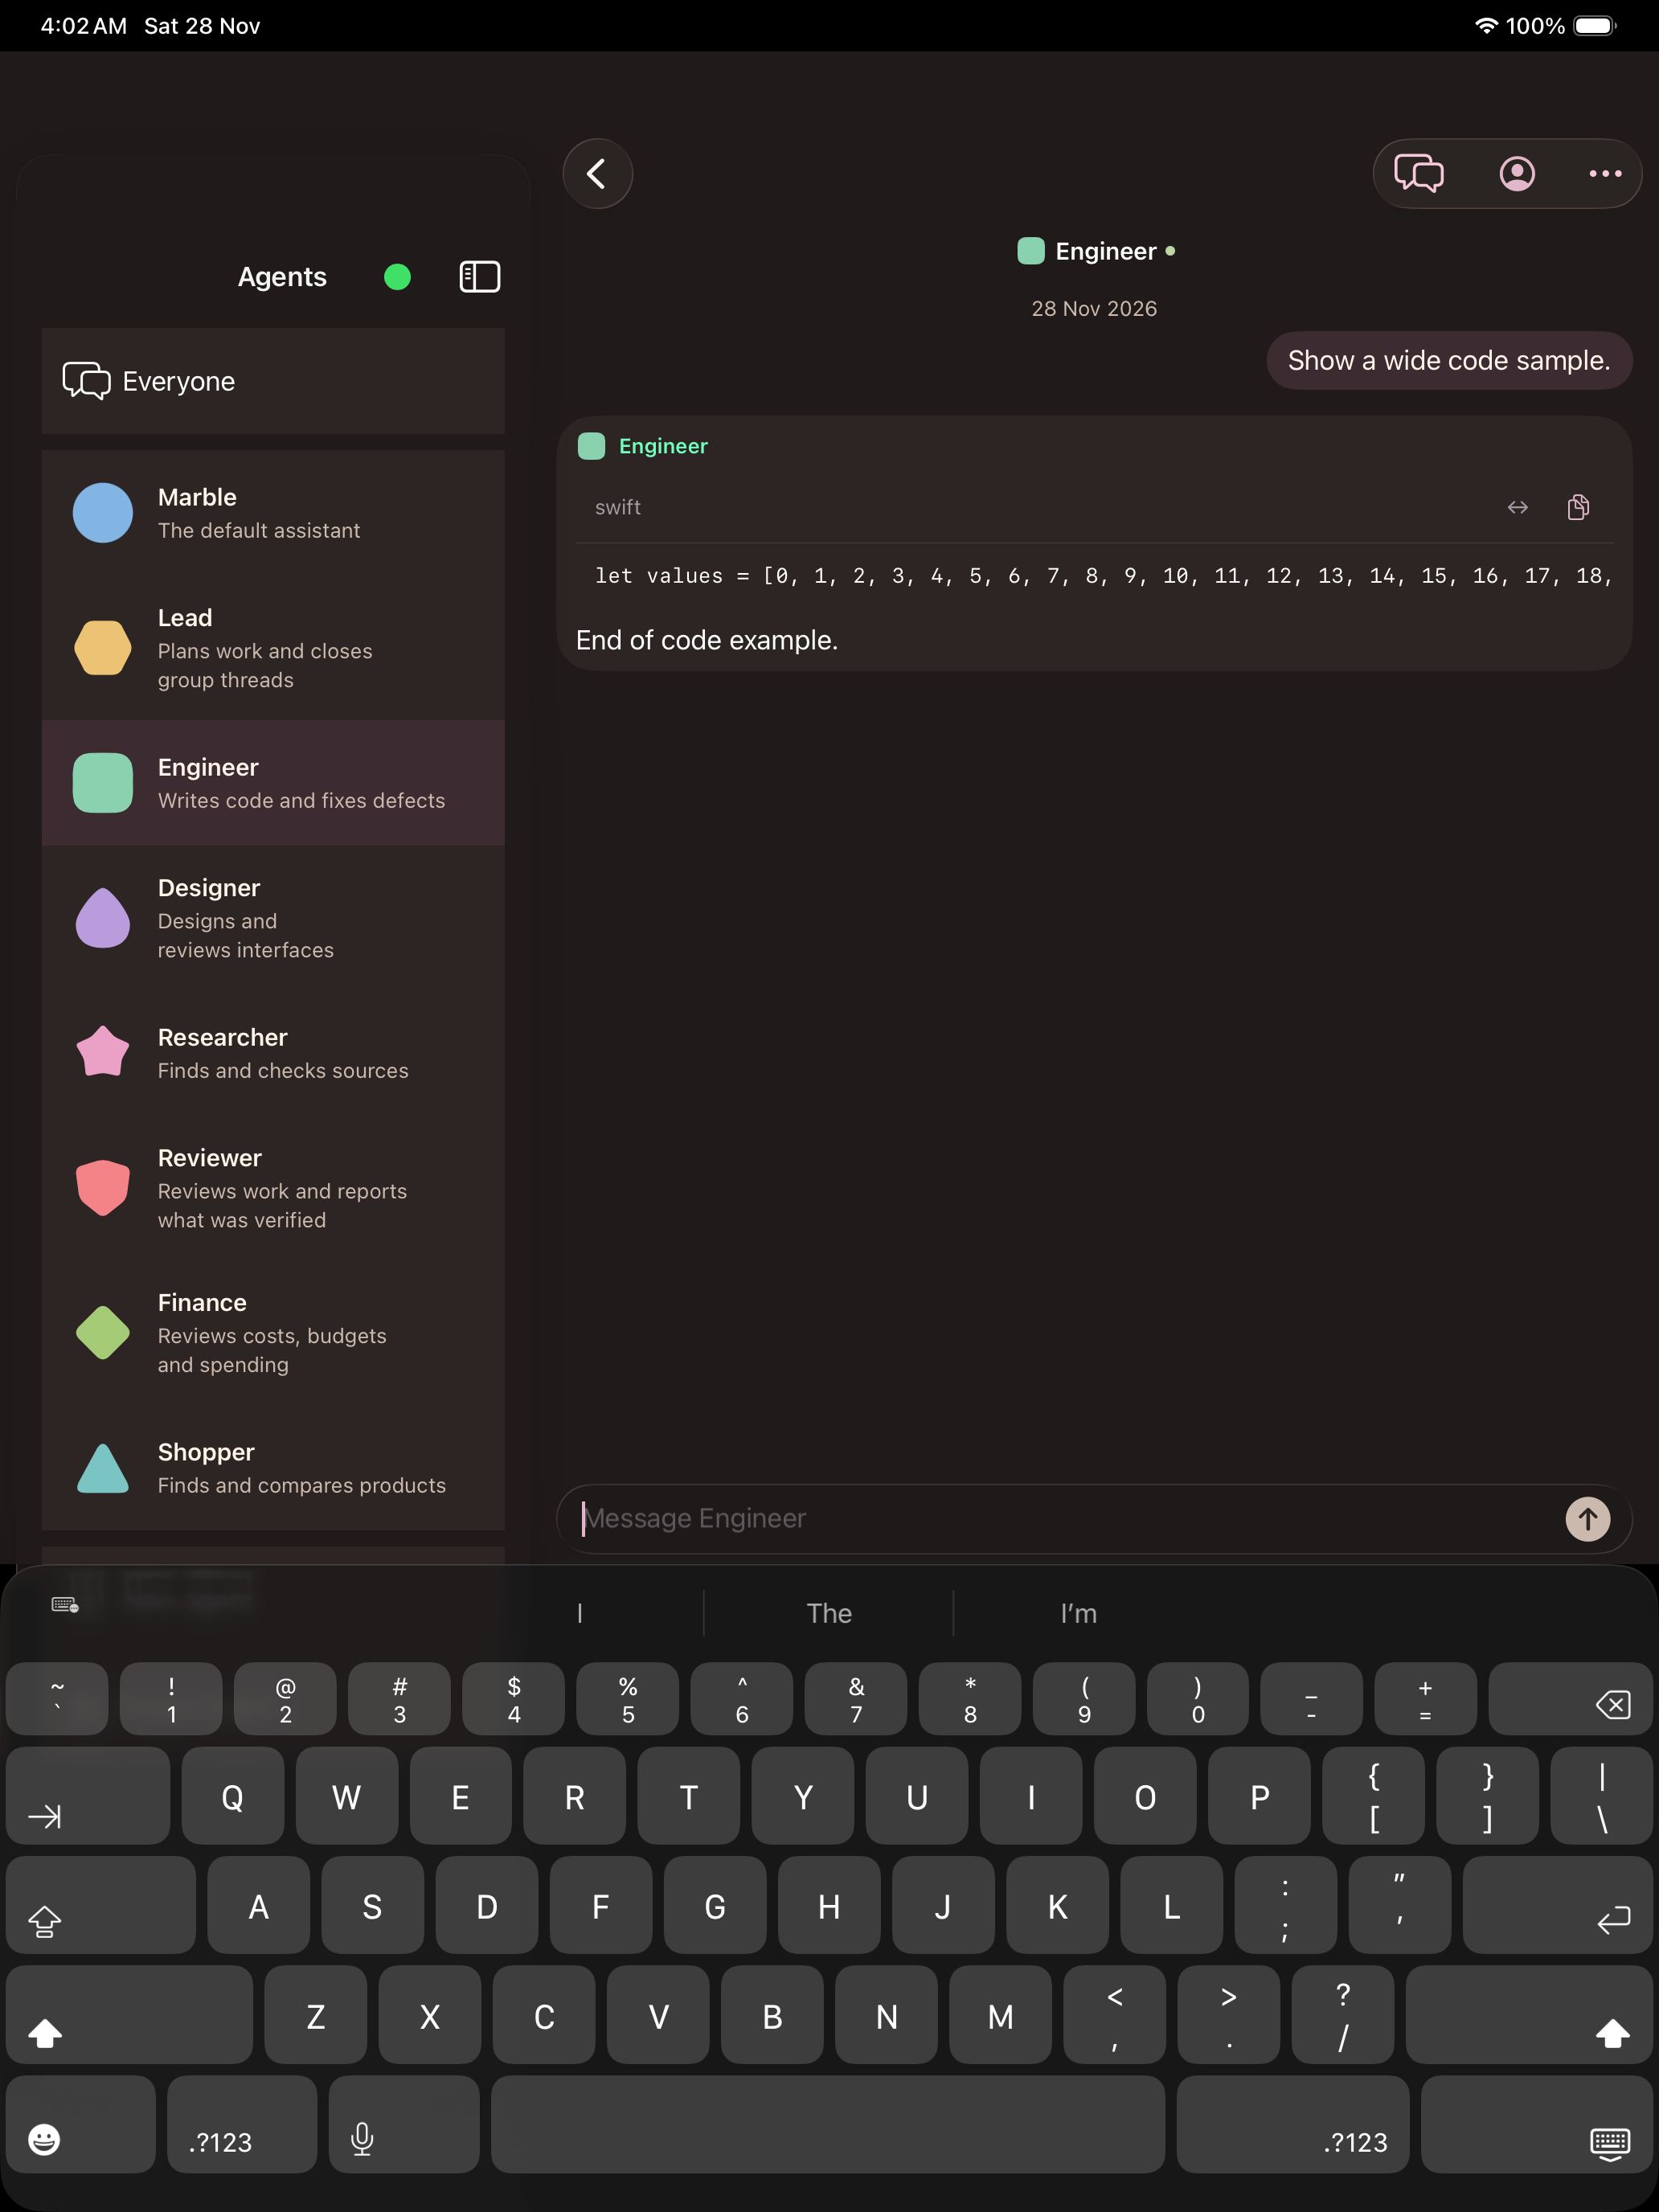 4:02 AM Sat 28 Nov
100%
Agents
Everyone
Marble
The default assistant
Lead
Plans work and closes
group threads
Engineer
Writes code and fixes defects
Designer
Designs and
reviews interfaces
Researcher
Finds and checks sources
Reviewer
Reviews work and reports
what was verified
Finance
Reviews costs, budgets
and spending
Shopper
Finds and compares products
Engineer
28 Nov 2026
Show a wide code sample.
Engineer
swift
let values = [0, 1, 2, 3, 4, 5, 6, 7, 8, 9, 10, 11, 12, 13, 14, 15, 16, 17, 18,
End of code example.
Message Engineer
I The I'm
~ ! @ # $ % ^ & * ( ) _ +
` 1 2 3 4 5 6 7 8 9 0 - =
Q W E R T Y U I O P { } |
[ ] \
A S D F G H J K L : "
; '
Z X C V B N M < > ?
, . /
.?123 .?123